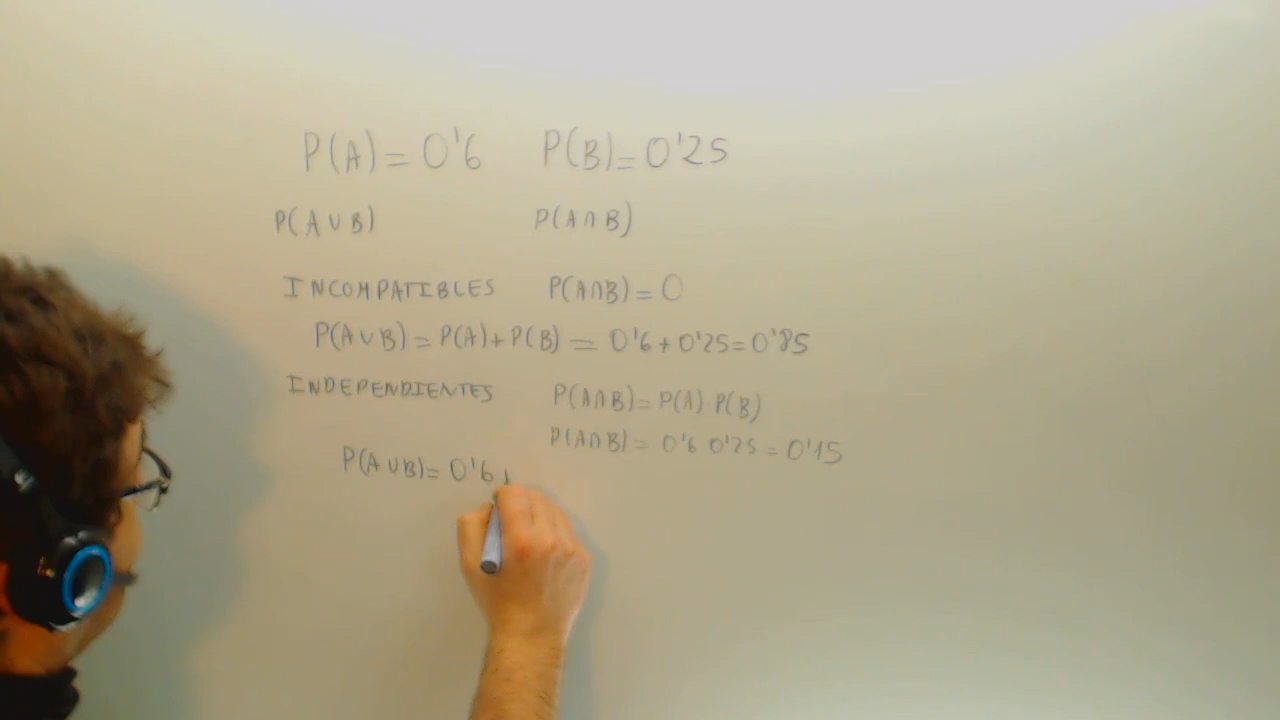 P(A)=0'6 P(B)=0'25
P(A∪B) P(A∩B)
INCOMPATIBLES P(A∩B)=0
P(A∪B)=P(A)+P(B)=0'6+0'25=0'85
INDEPENDIENTES P(A∩B)=P(A)·P(B)
P(A∩B)=0'6 0'25=0'15
P(A∪B)=0'6